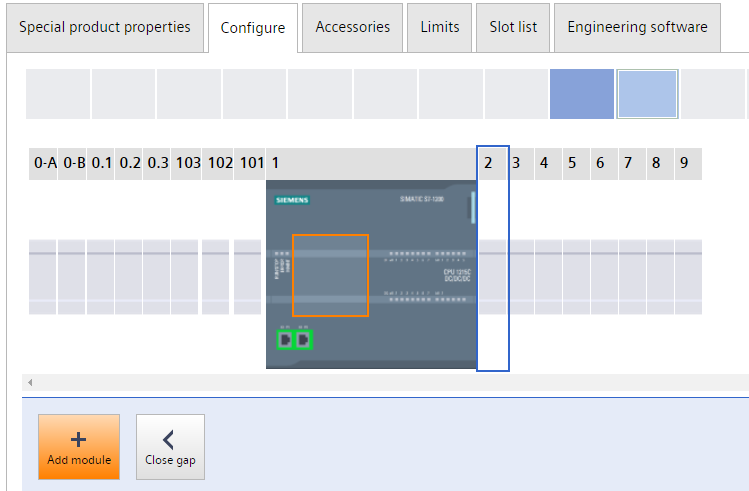 Special product properties
Configure
Accessories
Limits
Slot list
Engineering software
0-A 0-B 0.1 0.2 0.3 103 102 101 1 2 3 4 5 6 7 8 9
SIEMENS
SIMATIC S7-1200
CPU 1215C
DC/DC/DC
Add module
Close gap